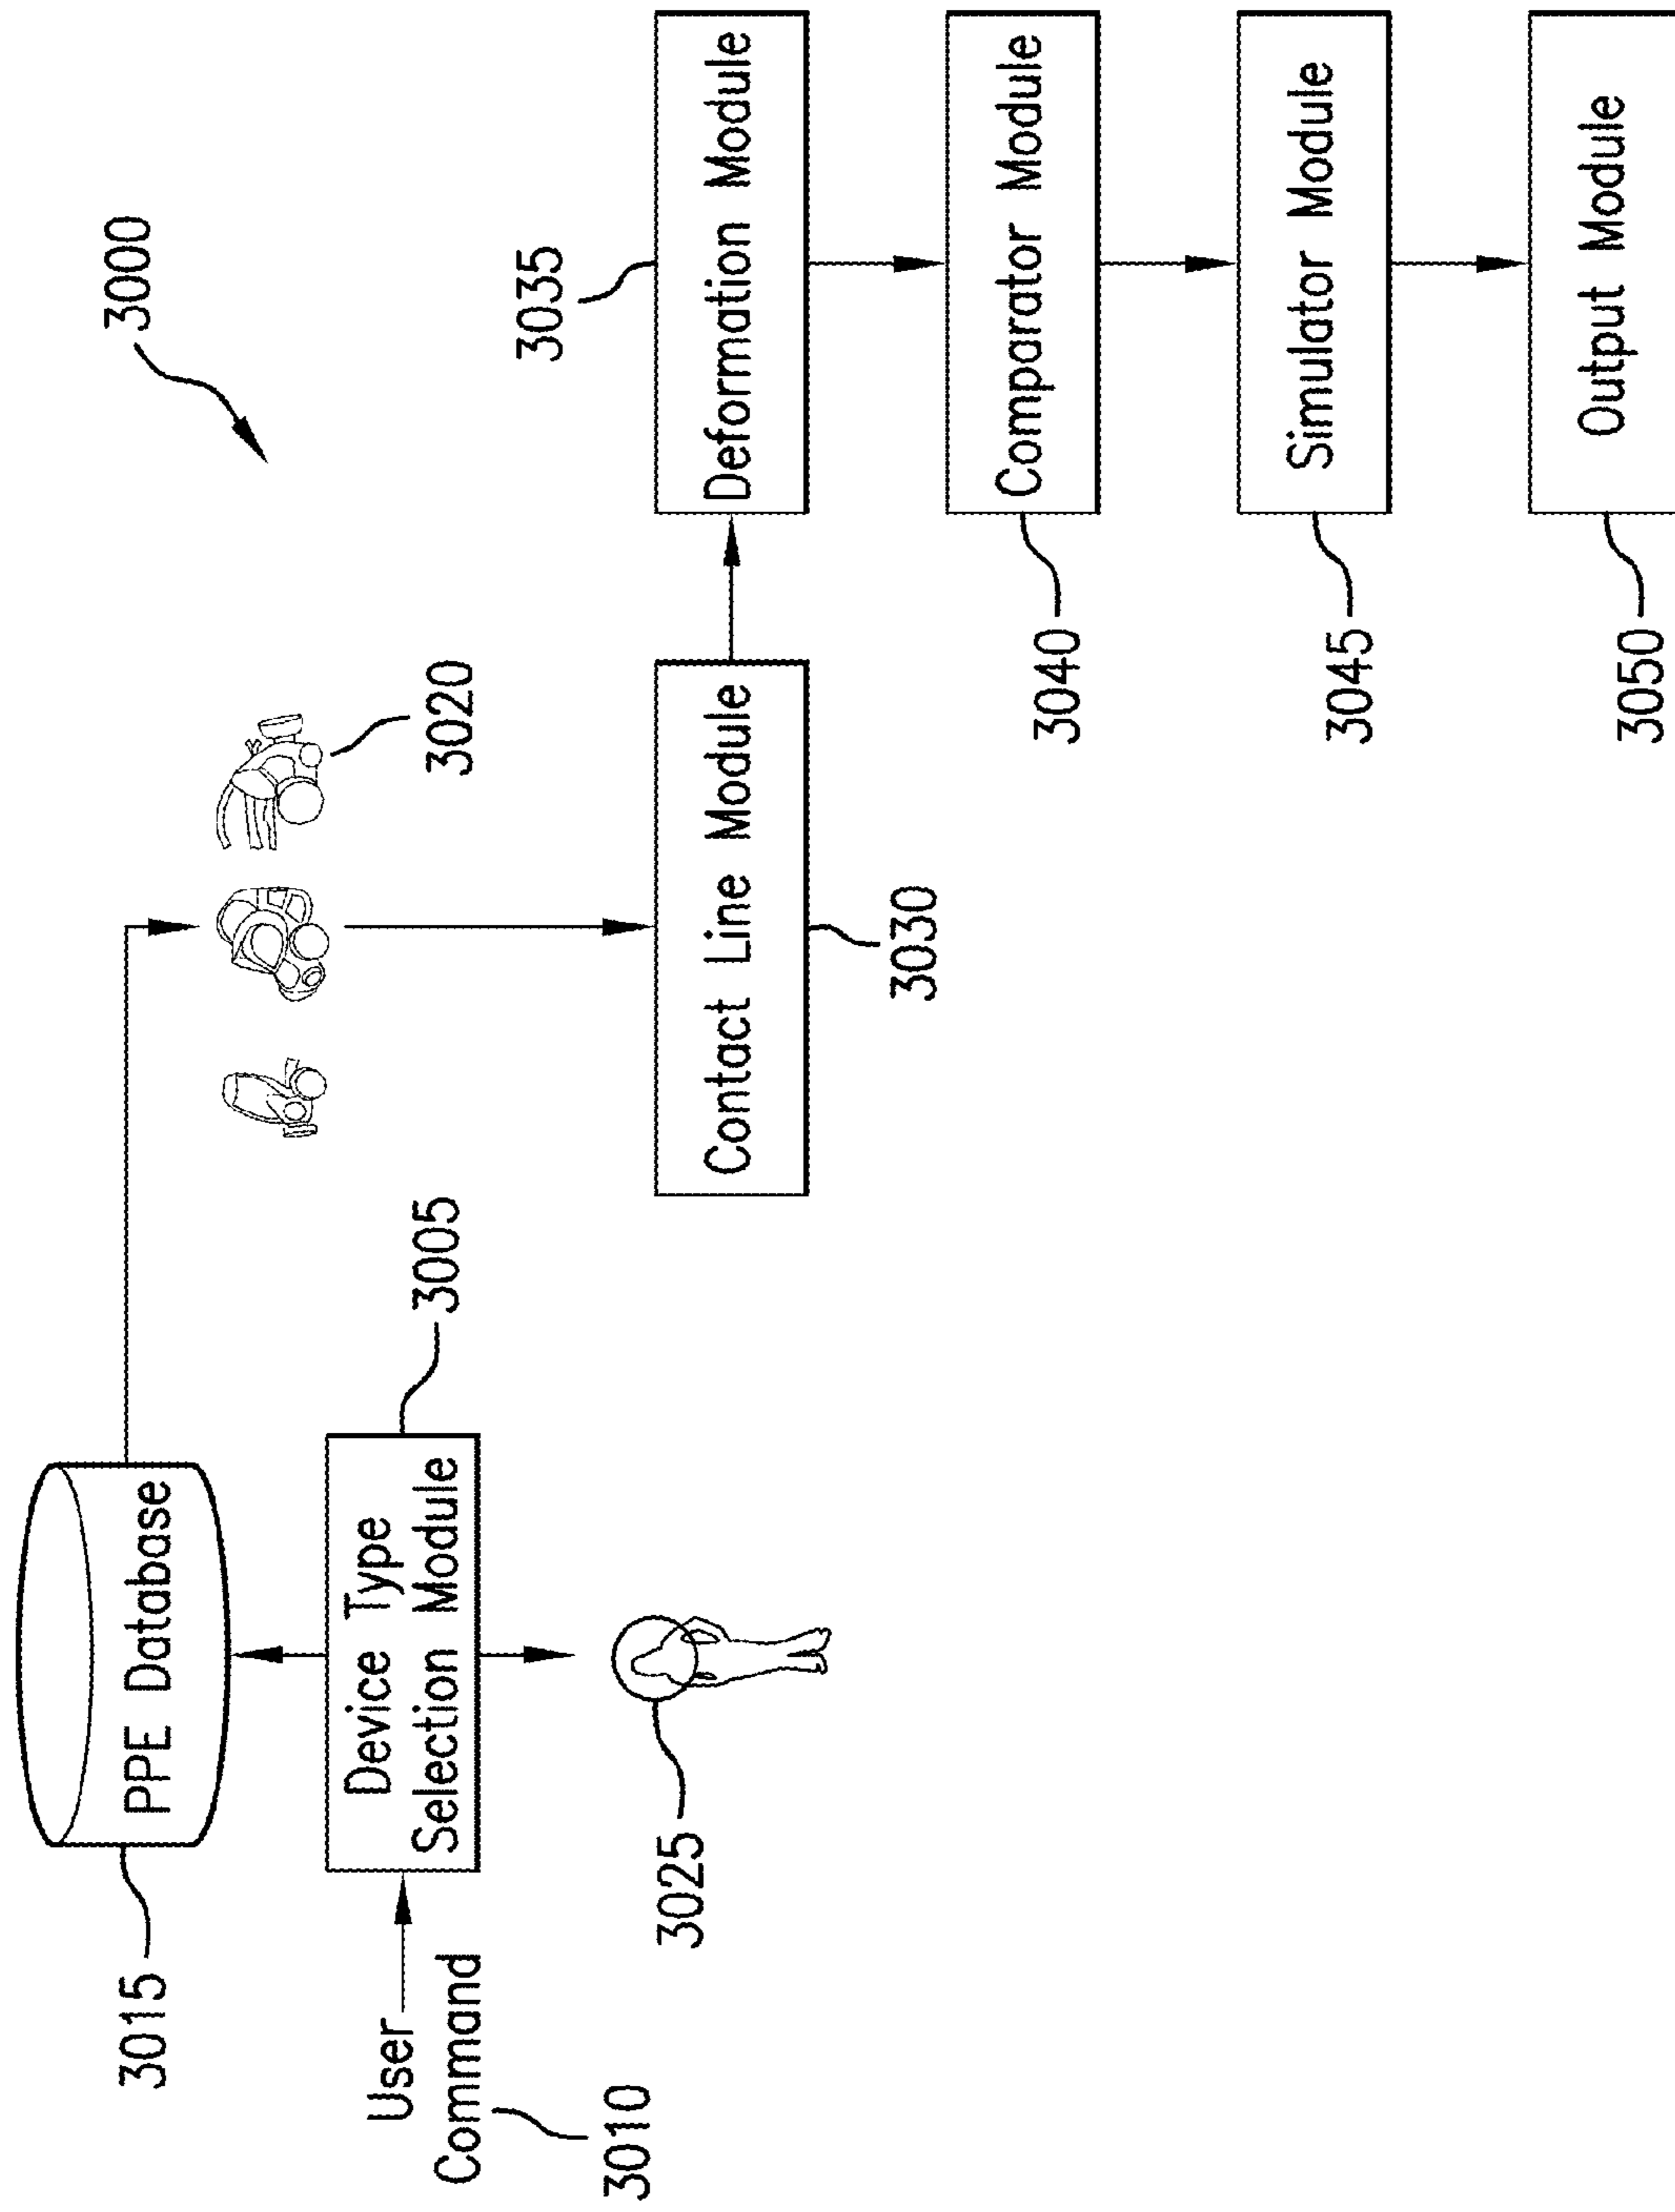 3000
3015
PPE Database
User
Command
3010
Device Type
Selection Module
3005
3025
3020
Contact Line Module
3030
3035
Deformation Module
3040
Comparator Module
3045
Simulator Module
3050
Output Module